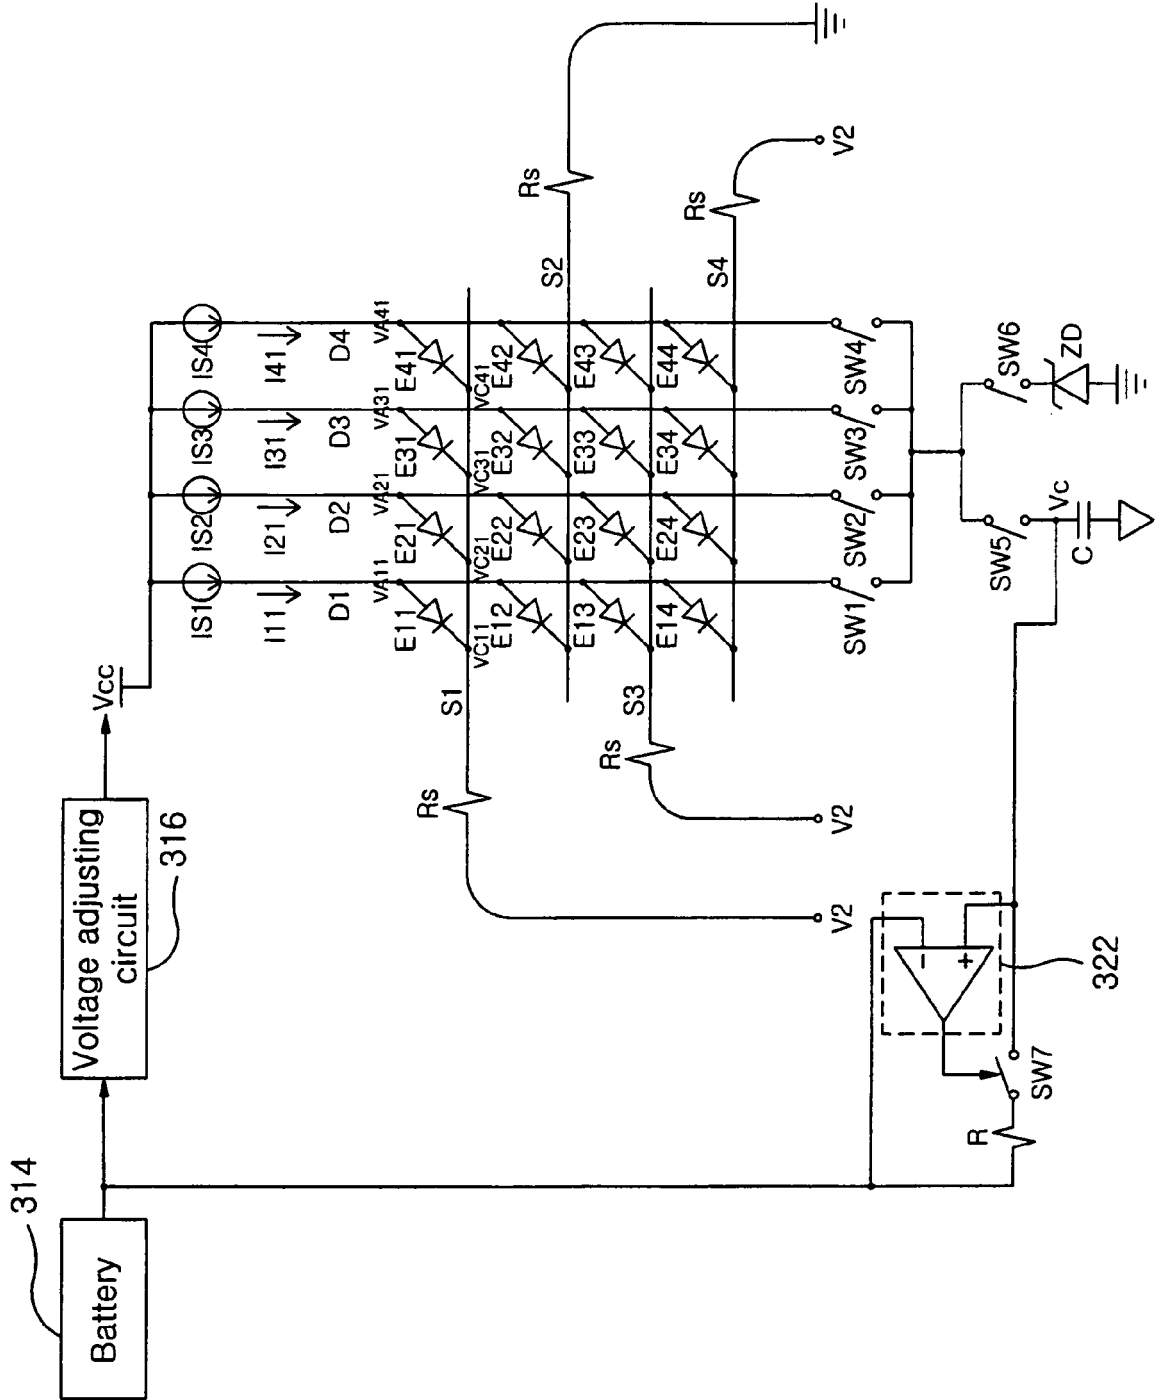 314
Battery
Voltage adjusting
circuit
316
Vcc
IS1
IS2
IS3
IS4
I11
I21
I31
I41
D1
D2
D3
D4
VA11
VA21
VA31
VA41
E11
E21
E31
E41
S1
Rs
VC11
VC21
VC31
VC41
E12
E22
E32
E42
S2
Rs
E13
E23
E33
E43
S3
Rs
E14
E24
E34
E44
S4
Rs
V2
V2
V2
SW1
SW2
SW3
SW4
SW5
SW6
Vc
C
ZD
−
+
322
SW7
R